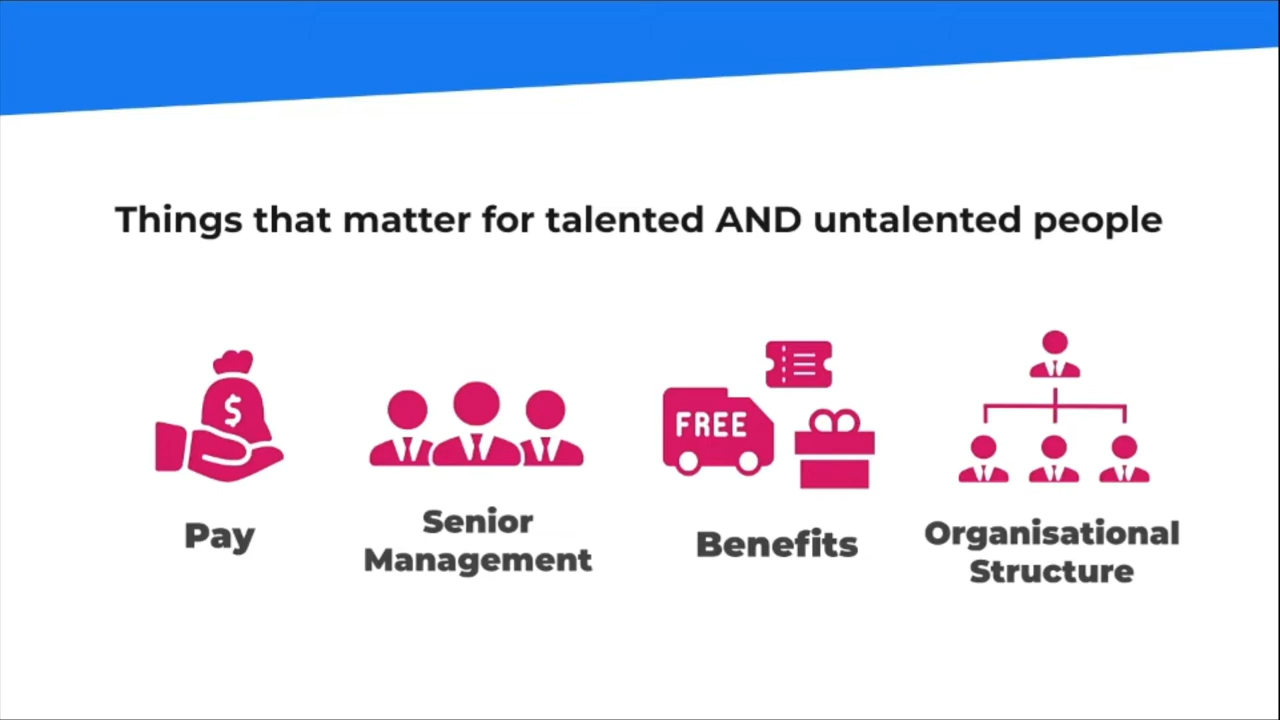 Things that matter for talented AND untalented people
$
FREE
Pay
Senior
Management
Benefits
Organisational
Structure